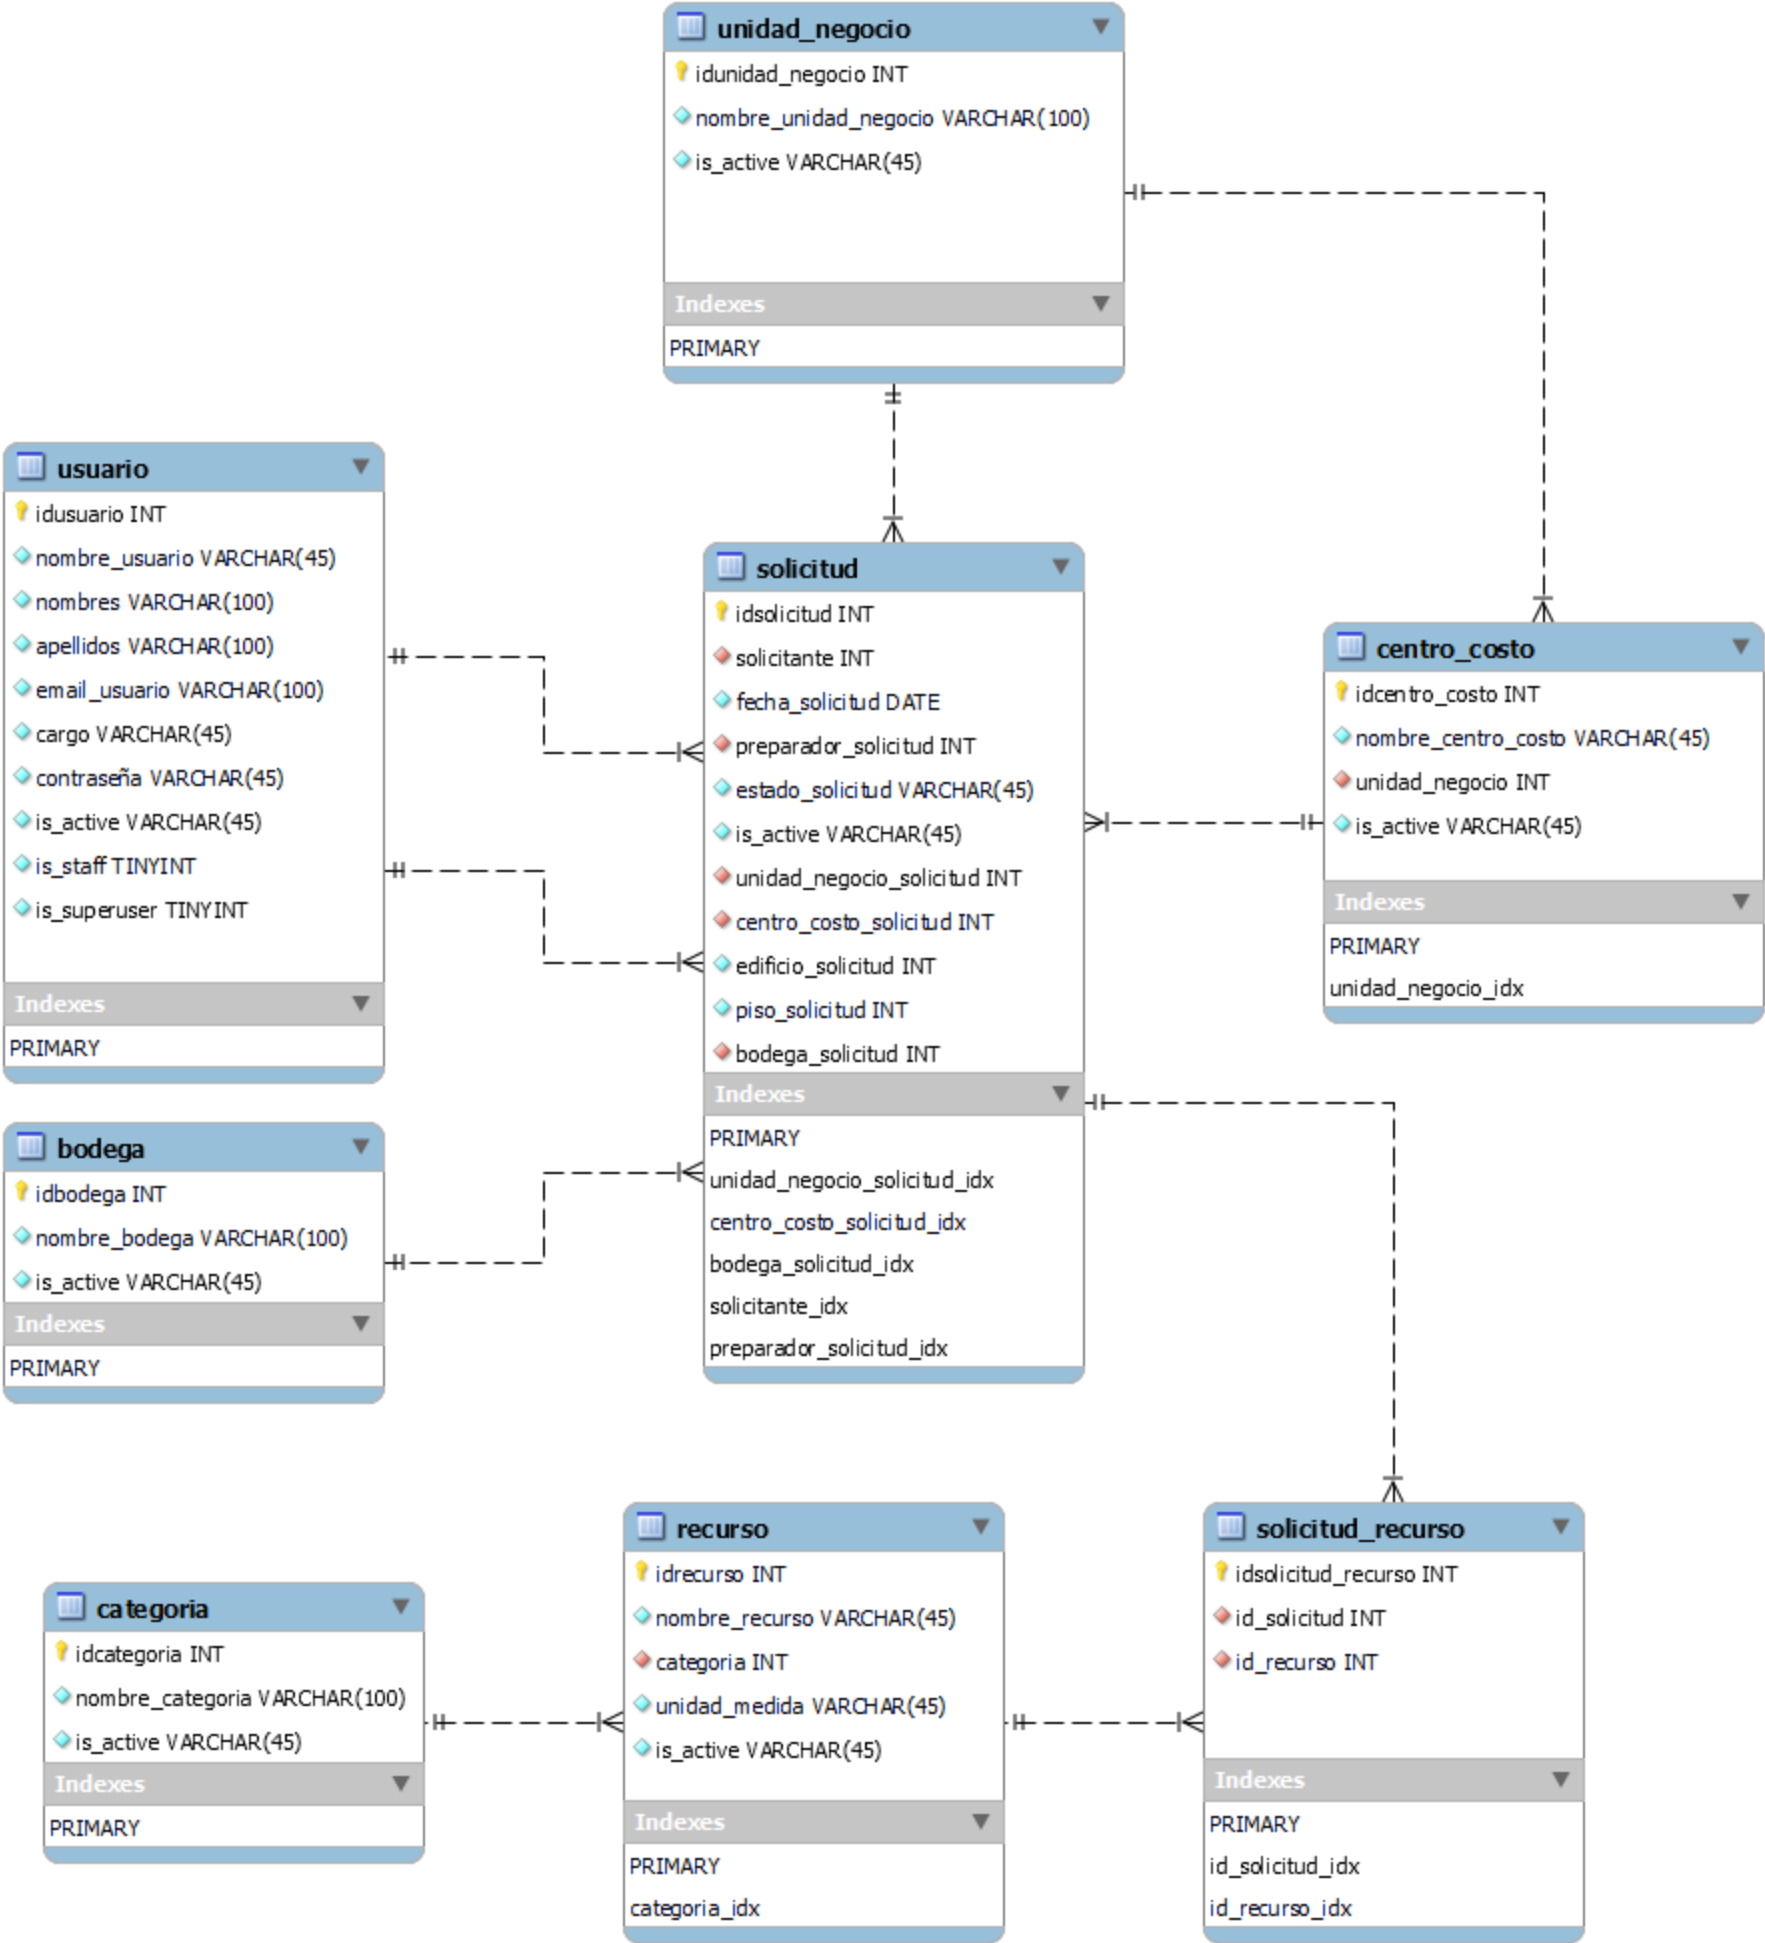 unidad_negocio
idunidad_negocio INT
nombre_unidad_negocio VARCHAR(100)
is_active VARCHAR(45)
Indexes
PRIMARY
usuario
idusuario INT
nombre_usuario VARCHAR(45)
nombres VARCHAR(100)
apellidos VARCHAR(100)
email_usuario VARCHAR(100)
cargo VARCHAR(45)
contraseña VARCHAR(45)
is_active VARCHAR(45)
is_staff TINYINT
is_superuser TINYINT
Indexes
PRIMARY
solicitud
idsolicitud INT
solicitante INT
fecha_solicitud DATE
preparador_solicitud INT
estado_solicitud VARCHAR(45)
is_active VARCHAR(45)
unidad_negocio_solicitud INT
centro_costo_solicitud INT
edificio_solicitud INT
piso_solicitud INT
bodega_solicitud INT
Indexes
PRIMARY
unidad_negocio_solicitud_idx
centro_costo_solicitud_idx
bodega_solicitud_idx
solicitante_idx
preparador_solicitud_idx
centro_costo
idcentro_costo INT
nombre_centro_costo VARCHAR(45)
unidad_negocio INT
is_active VARCHAR(45)
Indexes
PRIMARY
unidad_negocio_idx
bodega
idbodega INT
nombre_bodega VARCHAR(100)
is_active VARCHAR(45)
Indexes
PRIMARY
categoria
idcategoria INT
nombre_categoria VARCHAR(100)
is_active VARCHAR(45)
Indexes
PRIMARY
recurso
idrecurso INT
nombre_recurso VARCHAR(45)
categoria INT
unidad_medida VARCHAR(45)
is_active VARCHAR(45)
Indexes
PRIMARY
categoria_idx
solicitud_recurso
idsolicitud_recurso INT
id_solicitud INT
id_recurso INT
Indexes
PRIMARY
id_solicitud_idx
id_recurso_idx